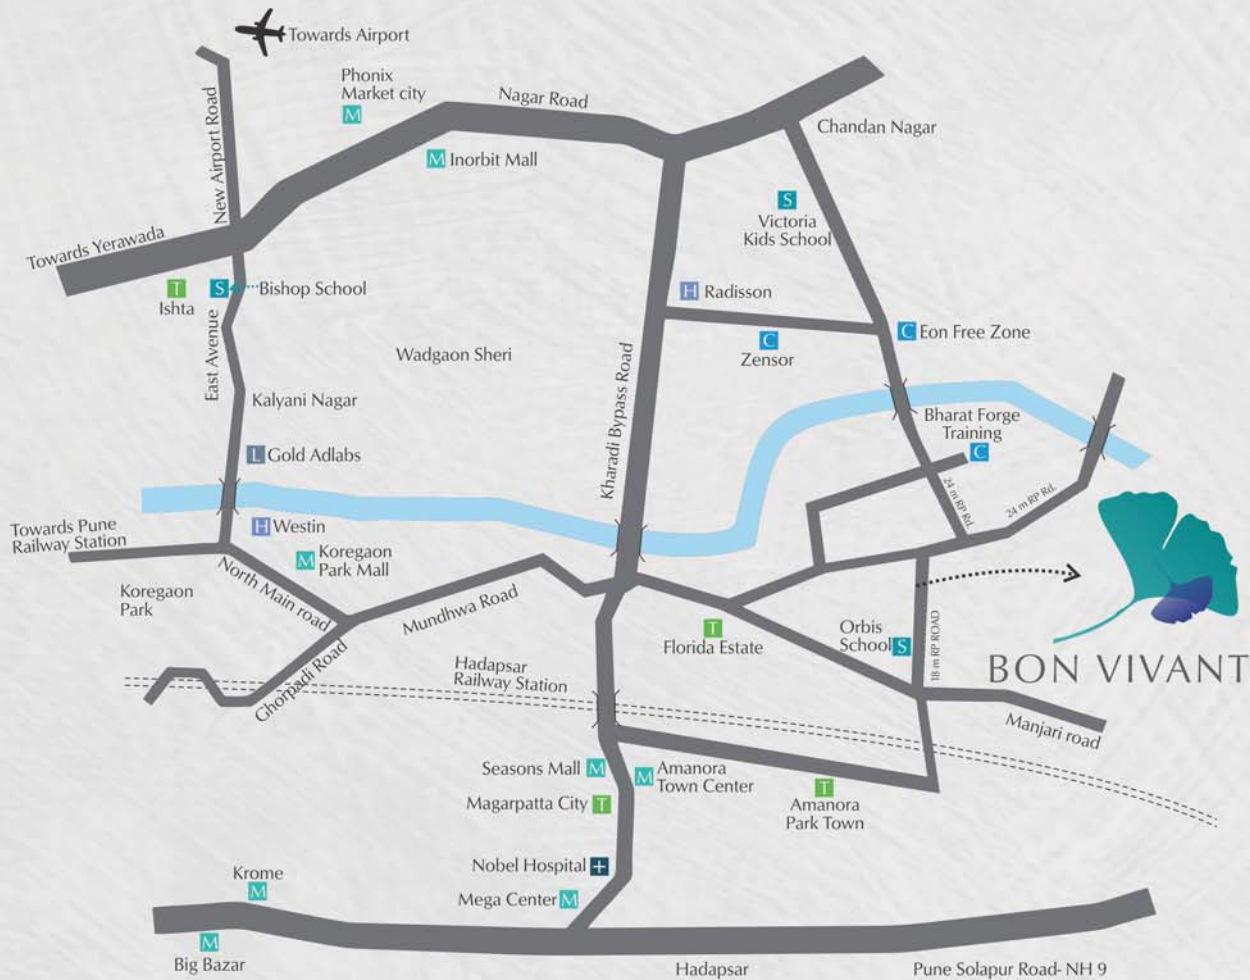 Towards Airport
Phonix
Market city
M
Nagar Road
M Inorbit Mall
Chandan Nagar
New Airport Road
S
Victoria
Kids School
Towards Yerawada
T
Ishta
S Bishop School
H Radisson
C
Zensor
C Eon Free Zone
East Avenue
Wadgaon Sheri
Kharadi Bypass Road
Kalyani Nagar
L Gold Adlabs
Bharat Forge
Training
C
24 m RP Rd.
24 m RP Rd.
Towards Pune
Railway Station
H Westin
M Koregaon
Park Mall
Koregaon
Park
North Main road
Mundhwa Road
Ghorpadi Road
T
Florida Estate
Orbis
School S
18 m RP ROAD
BON VIVANT
Hadapsar
Railway Station
Manjari road
Seasons Mall M
M Amanora
Town Center
Magarpatta City T
T
Amanora
Park Town
Nobel Hospital +
Mega Center M
Krome
M
M
Big Bazar
Hadapsar
Pune Solapur Road- NH 9